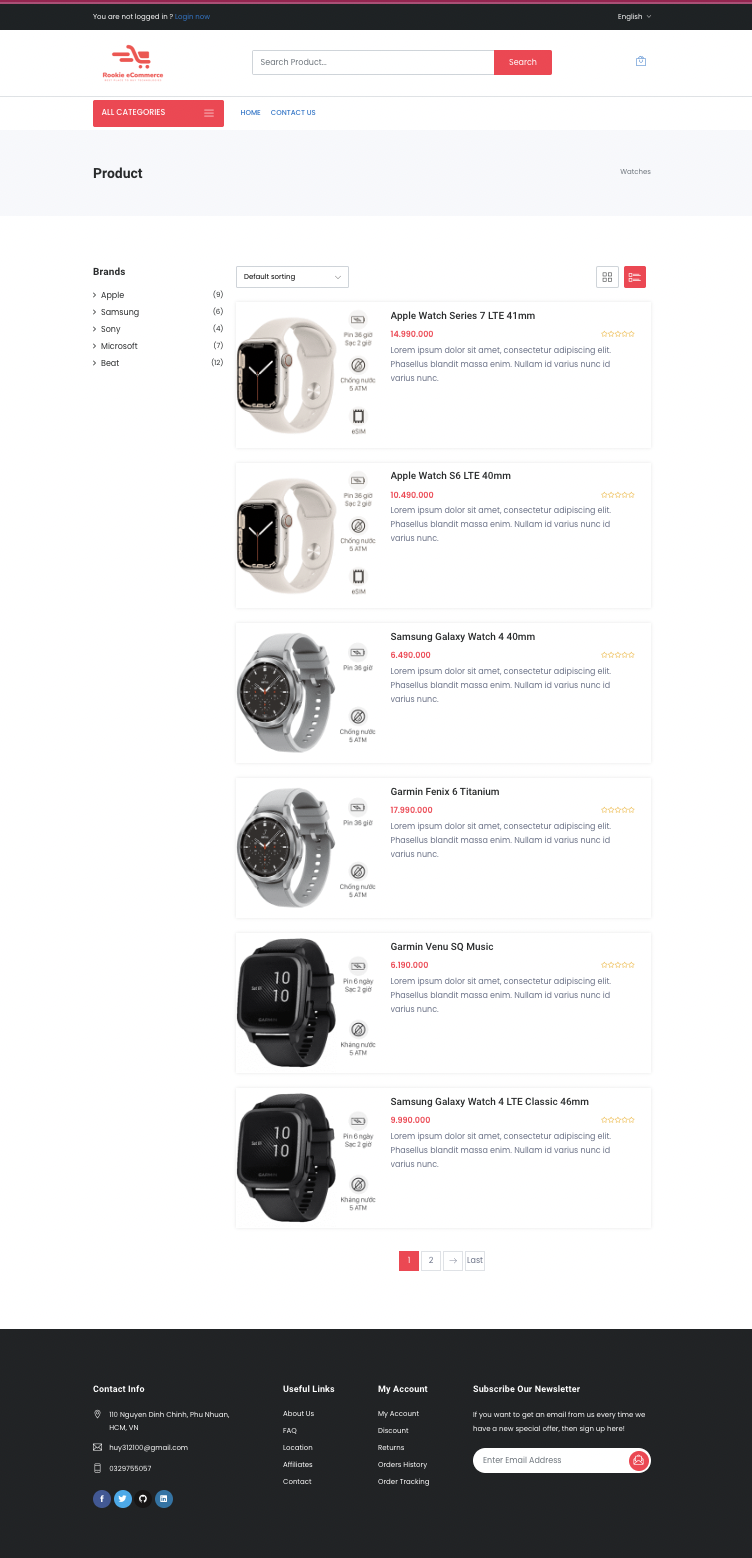 You are not logged in ? Login now
English
Rookie eCommerce
Search Product...
Search
ALL CATEGORIES
HOME
CONTACT US
Product
Watches
Brands
Apple (9)
Samsung (6)
Sony (4)
Microsoft (7)
Beat (12)
Default sorting
Pin 36 giờ
Sạc 2 giờ
Chống nước
5 ATM
eSIM
Apple Watch Series 7 LTE 41mm
14.990.000
Lorem ipsum dolor sit amet, consectetur adipiscing elit.
Phasellus blandit massa enim. Nullam id varius nunc id
varius nunc.
Pin 36 giờ
Sạc 2 giờ
Chống nước
5 ATM
eSIM
Apple Watch S6 LTE 40mm
10.490.000
Lorem ipsum dolor sit amet, consectetur adipiscing elit.
Phasellus blandit massa enim. Nullam id varius nunc id
varius nunc.
Pin 36 giờ
Chống nước
5 ATM
Samsung Galaxy Watch 4 40mm
6.490.000
Lorem ipsum dolor sit amet, consectetur adipiscing elit.
Phasellus blandit massa enim. Nullam id varius nunc id
varius nunc.
Pin 36 giờ
Chống nước
5 ATM
Garmin Fenix 6 Titanium
17.990.000
Lorem ipsum dolor sit amet, consectetur adipiscing elit.
Phasellus blandit massa enim. Nullam id varius nunc id
varius nunc.
10
10
GARMIN
Pin 6 ngày
Sạc 2 giờ
Kháng nước
5 ATM
Garmin Venu SQ Music
6.190.000
Lorem ipsum dolor sit amet, consectetur adipiscing elit.
Phasellus blandit massa enim. Nullam id varius nunc id
varius nunc.
10
10
GARMIN
Pin 6 ngày
Sạc 2 giờ
Kháng nước
5 ATM
Samsung Galaxy Watch 4 LTE Classic 46mm
9.990.000
Lorem ipsum dolor sit amet, consectetur adipiscing elit.
Phasellus blandit massa enim. Nullam id varius nunc id
varius nunc.
1 2 → Last
Contact Info
110 Nguyen Dinh Chinh, Phu Nhuan,
HCM, VN
huy312100@gmail.com
0329755057
Useful Links
About Us
FAQ
Location
Affiliates
Contact
My Account
My Account
Discount
Returns
Orders History
Order Tracking
Subscribe Our Newsletter
If you want to get an email from us every time we
have a new special offer, then sign up here!
Enter Email Address